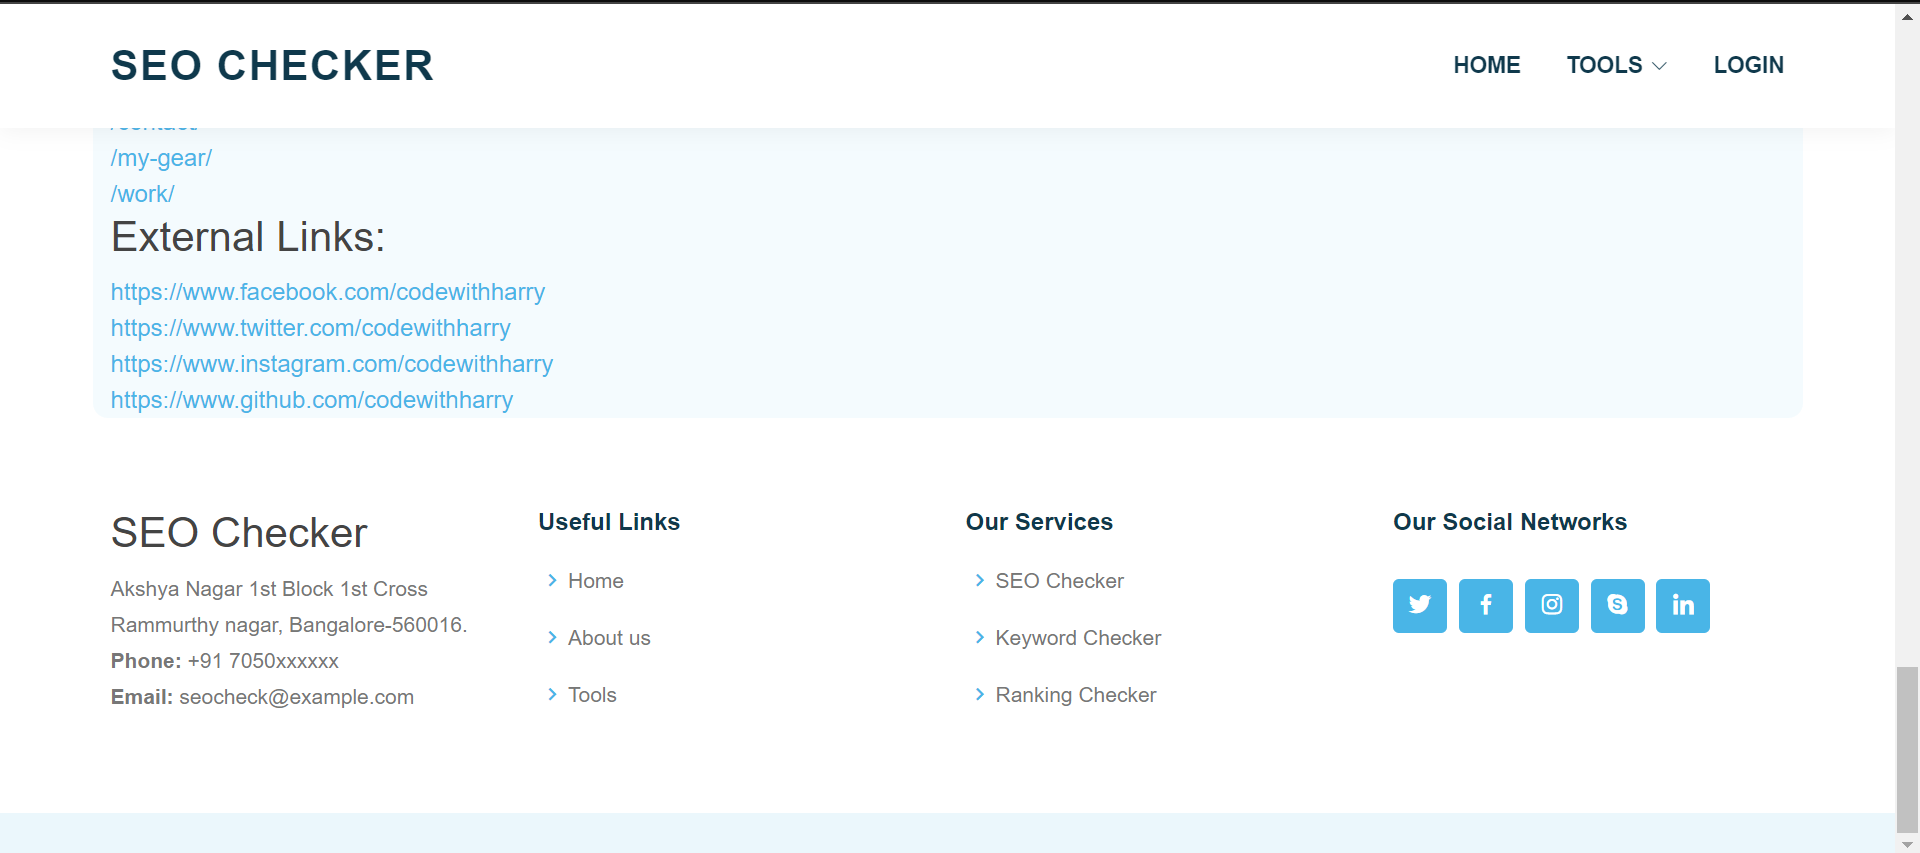 SEO CHECKER
HOME
TOOLS
LOGIN
/my-gear/
/work/
External Links:
https://www.facebook.com/codewithharry
https://www.twitter.com/codewithharry
https://www.instagram.com/codewithharry
https://www.github.com/codewithharry
SEO Checker
Akshya Nagar 1st Block 1st Cross
Rammurthy nagar, Bangalore-560016.
Phone: +91 7050xxxxxx
Email: seocheck@example.com
Useful Links
Home
About us
Tools
Our Services
SEO Checker
Keyword Checker
Ranking Checker
Our Social Networks